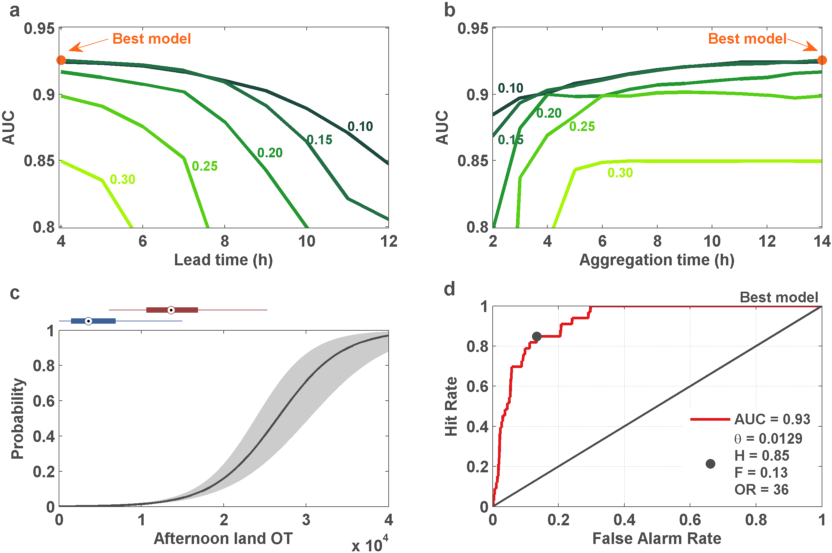 a
0.95
Best model
0.9
AUC
0.10
0.15
0.20
0.85
0.25
0.30
0.8
4
6
8
10
12
Lead time (h)
b
0.95
Best model
0.9
AUC
0.10
0.15
0.20
0.25
0.85
0.30
0.8
2
4
6
8
10
12
14
Aggregation time (h)
c
1
0.8
0.6
0.4
0.2
0
Probability
0
1
2
3
4
Afternoon land OT
x 10^4
d
Best model
1
0.8
0.6
0.4
0.2
0
Hit Rate
AUC = 0.93
θ = 0.0129
H = 0.85
F = 0.13
OR = 36
0
0.2
0.4
0.6
0.8
1
False Alarm Rate